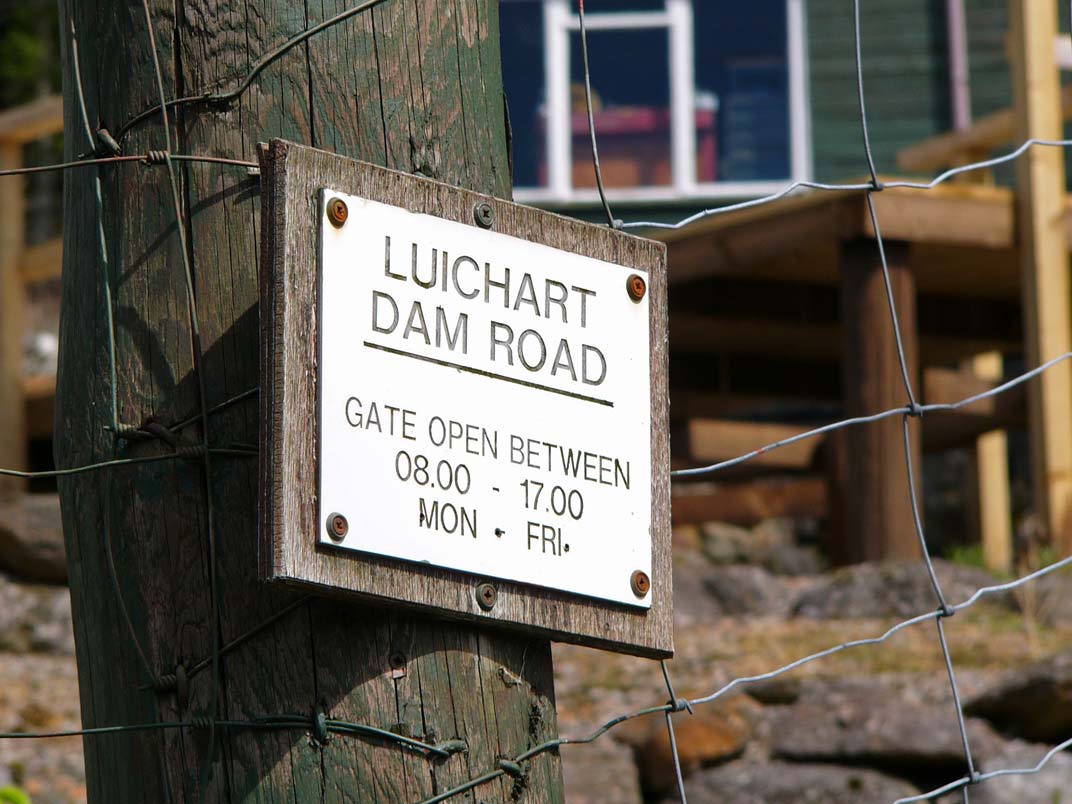 LUICHART
DAM ROAD
GATE OPEN BETWEEN
08.00 - 17.00
MON - FRI